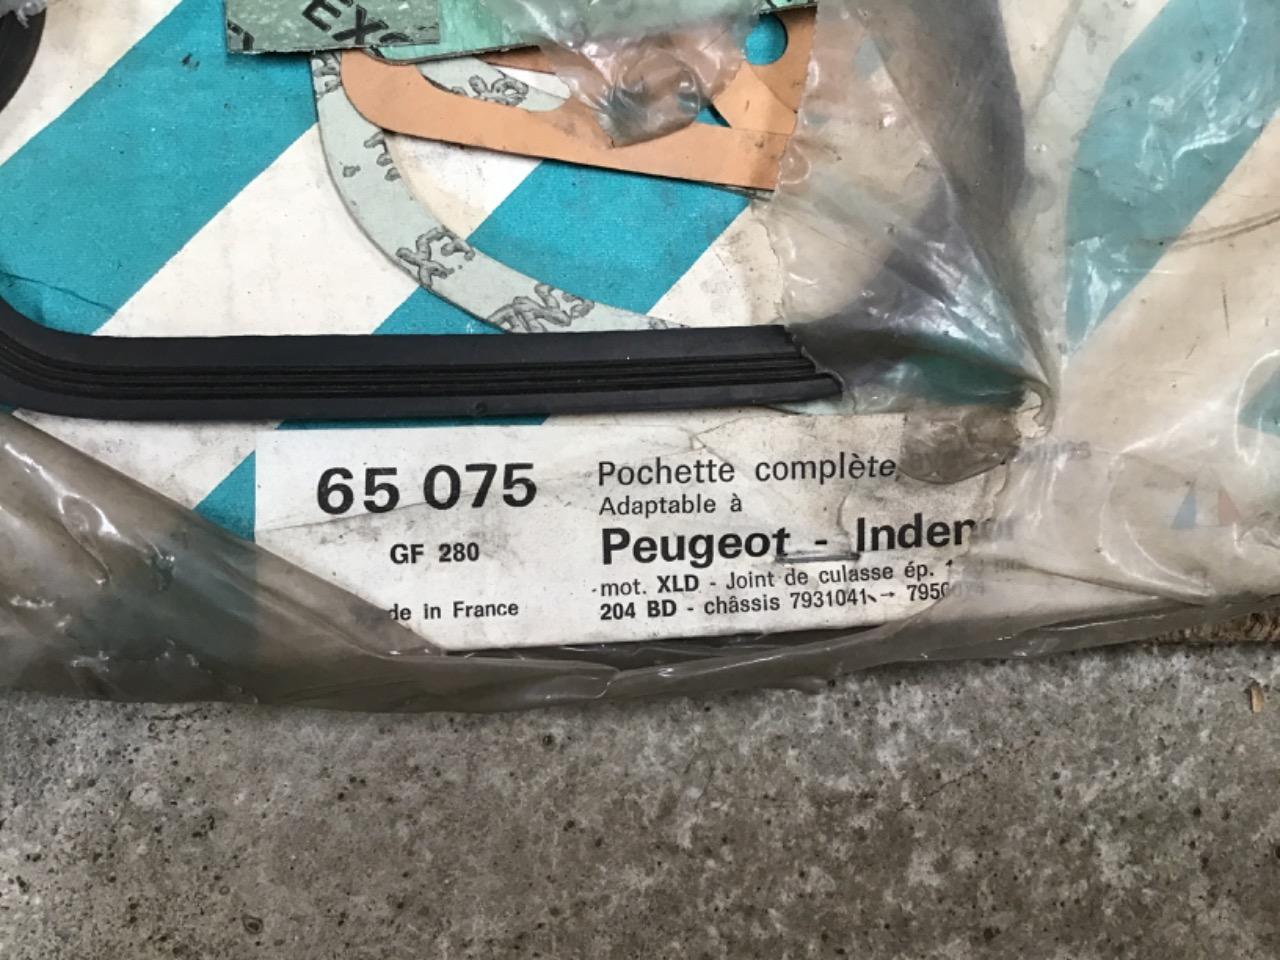 65 075
GF 280
de in France
Pochette complète
Adaptable à
Peugeot - Inden
mot. XLD - Joint de culasse ép.
204 BD - châssis 7931041 → 7950